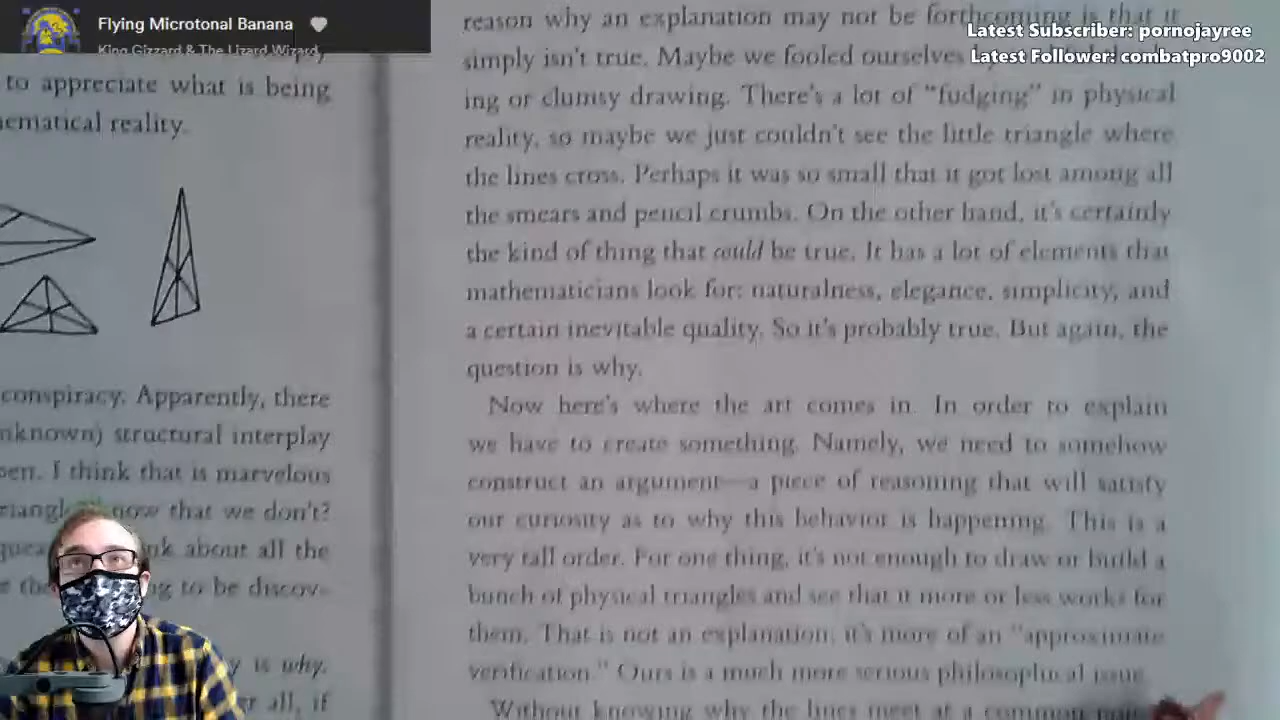 Flying Microtonal Banana
King Gizzard & The Lizard Wizard
Latest Subscriber: pornojayree
Latest Follower: combatpro9002
to appreciate what is being
ematical reality.
conspiracy. Apparently, there
nknown) structural interplay
pen. I think that is marvelous
now that we don't?
nk about all the
to be discov-
is why.
all, if
reason why an explanation may not be forthcoming is that it
simply isn't true. Maybe we fooled ourselves
ing or clumsy drawing. There's a lot of "fudging" in physical
reality, so maybe we just couldn't see the little triangle where
the lines cross. Perhaps it was so small that it got lost among all
the smears and pencil crumbs. On the other hand, it's certainly
the kind of thing that could be true. It has a lot of elements that
mathematicians look for: naturalness, elegance, simplicity, and
a certain inevitable quality. So it's probably true. But again, the
question is why.
Now here's where the art comes in. In order to explain
we have to create something. Namely, we need to somehow
construct an argument—a piece of reasoning that will satisfy
our curiosity as to why this behavior is happening. This is a
very tall order. For one thing, it's not enough to draw or build a
bunch of physical triangles and see that it more or less works for
them. That is not an explanation; it's more of an "approximate
verification." Ours is a much more serious philosophical issue.
Without knowing why the lines meet at a common